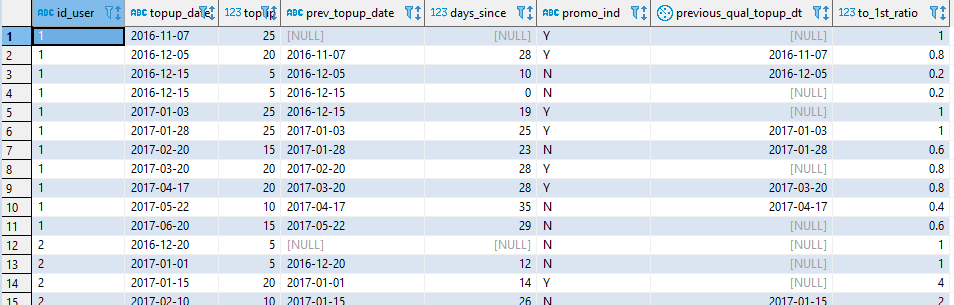 ABC id_user ABC topup_date 123 topup ABC prev_topup_date 123 days_since ABC promo_ind previous_qual_topup_dt 123 to_1st_ratio
1 1 2016-11-07 25 [NULL] [NULL] Y 1
2 1 2016-12-05 20 2016-11-07 28 Y 2016-11-07 0.8
3 1 2016-12-15 5 2016-12-05 10 N 2016-12-05 0.2
4 1 2016-12-15 5 2016-12-15 0 N [NULL] 0.2
5 1 2017-01-03 25 2016-12-15 19 Y [NULL] 1
6 1 2017-01-28 25 2017-01-03 25 Y 2017-01-03 1
7 1 2017-02-20 15 2017-01-28 23 N 2017-01-28 0.6
8 1 2017-03-20 20 2017-02-20 28 Y [NULL] 0.8
9 1 2017-04-17 20 2017-03-20 28 Y 2017-03-20 0.8
10 1 2017-05-22 10 2017-04-17 35 N 2017-04-17 0.4
11 1 2017-06-20 15 2017-05-22 29 N [NULL] 0.6
12 2 2016-12-20 5 [NULL] [NULL] N [NULL] 1
13 2 2017-01-01 5 2016-12-20 12 N [NULL] 1
14 2 2017-01-15 20 2017-01-01 14 Y [NULL] 4
15 2 2017-02-10 10 2017-01-15 26 N 2017-01-15 2